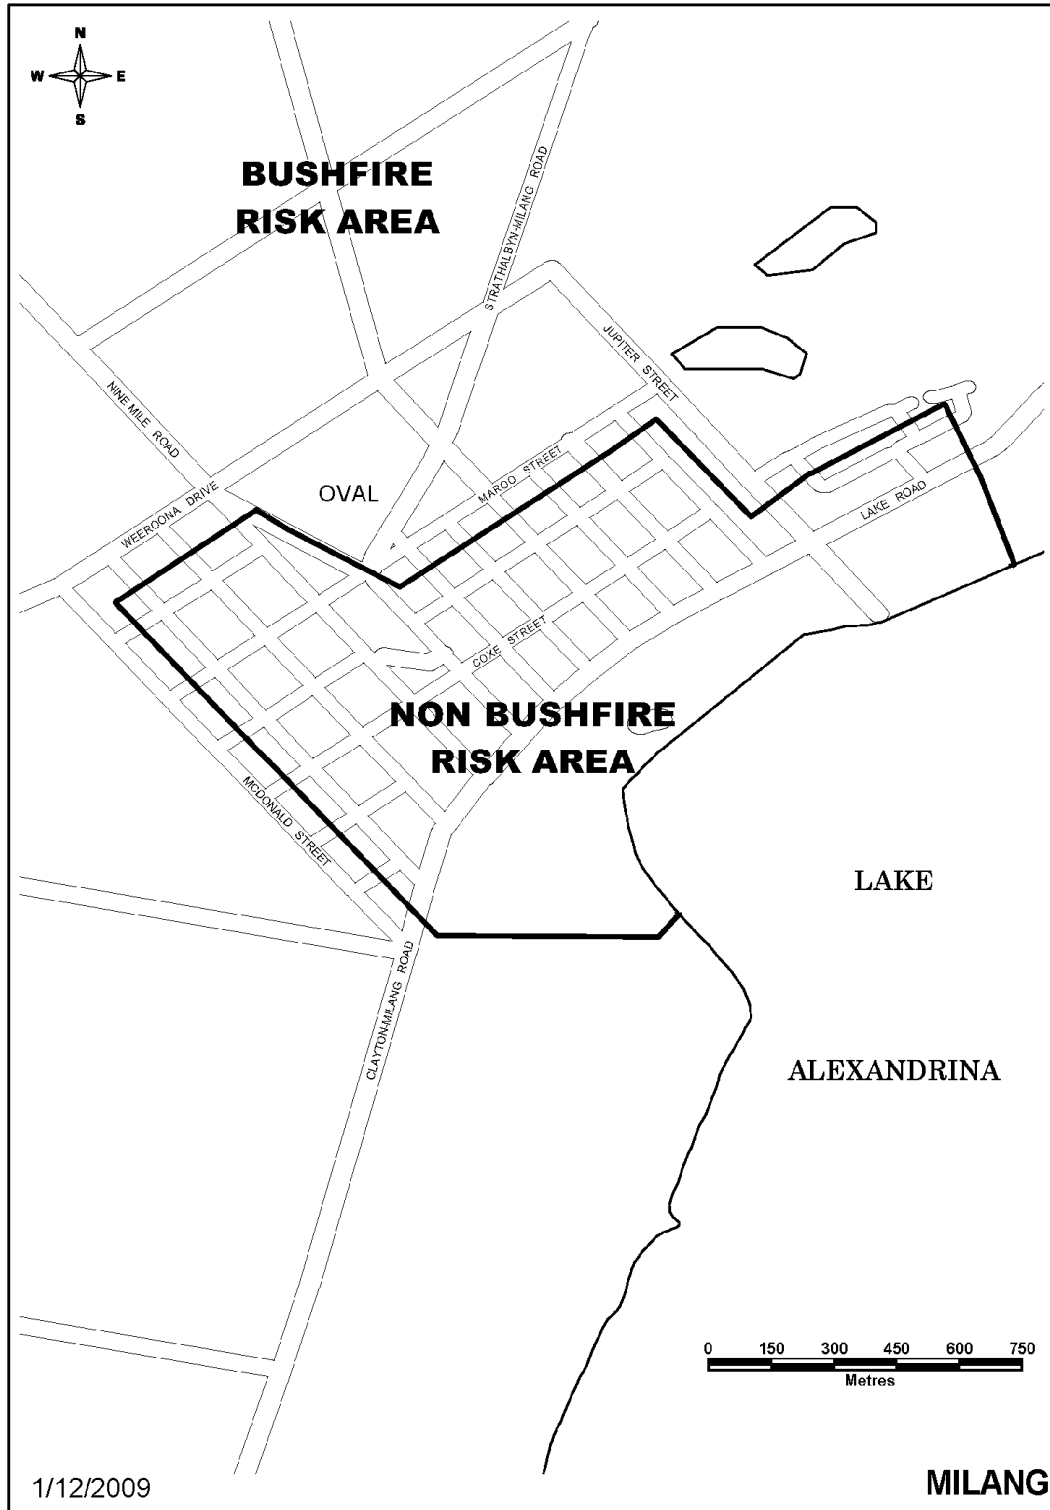 N
W E
S
BUSHFIRE
RISK AREA
STRATHALBYN-MILANG ROAD
JUPITER STREET
NINE MILE ROAD
OVAL
MARGO STREET
WEEROONA DRIVE
LAKE ROAD
COXE STREET
NON BUSHFIRE
RISK AREA
MCDONALD STREET
LAKE
CLAYTON-MILANG ROAD
ALEXANDRINA
0 150 300 450 600 750
Metres
1/12/2009
MILANG